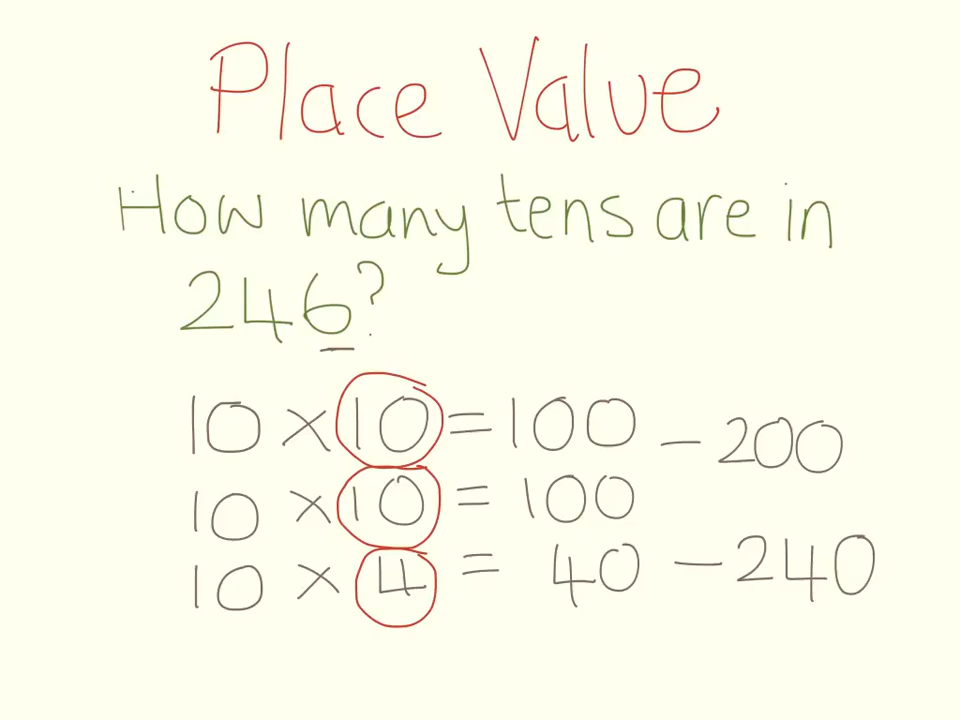 Place Value
How many tens are in
246?
10 × 10 = 100 – 200
10 × 10 = 100
10 × 4 = 40 – 240